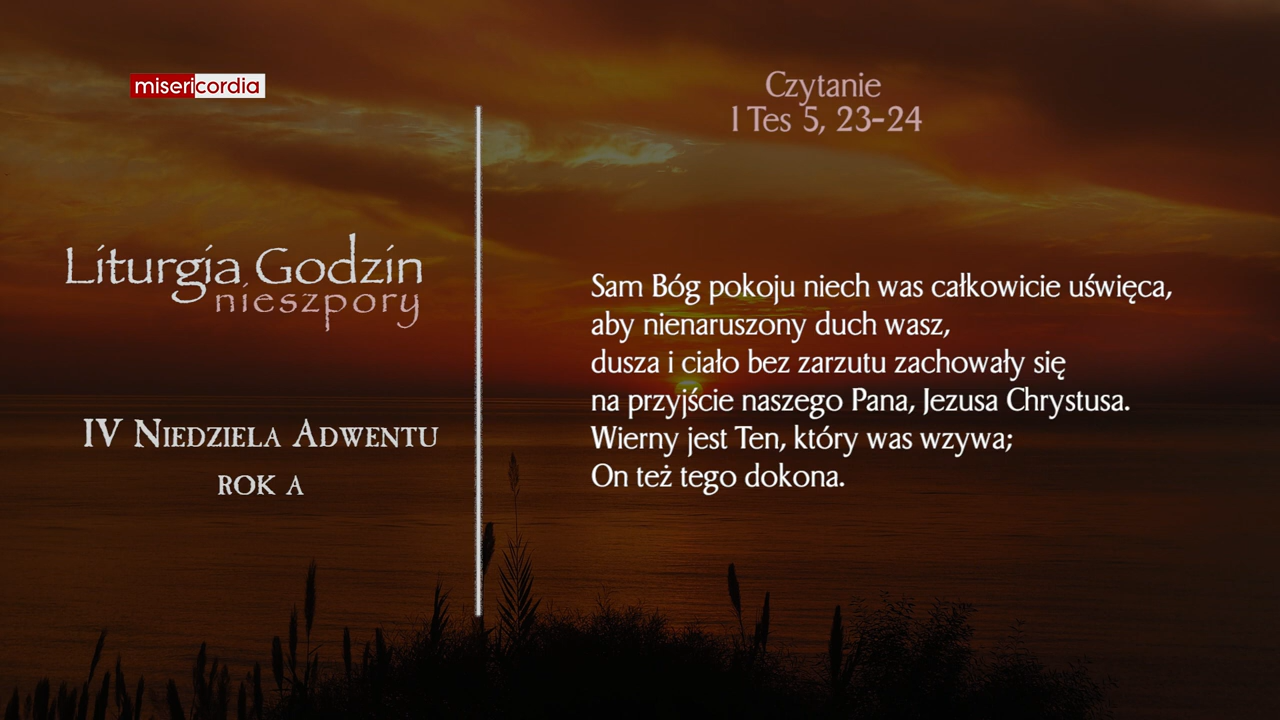 misericordia
Liturgia Godzin
nieszpory
IV Niedziela Adwentu
rok A
Czytanie
1 Tes 5, 23-24
Sam Bóg pokoju niech was całkowicie uświęca,
aby nienaruszony duch wasz,
dusza i ciało bez zarzutu zachowały się
na przyjście naszego Pana, Jezusa Chrystusa.
Wierny jest Ten, który was wzywa;
On też tego dokona.